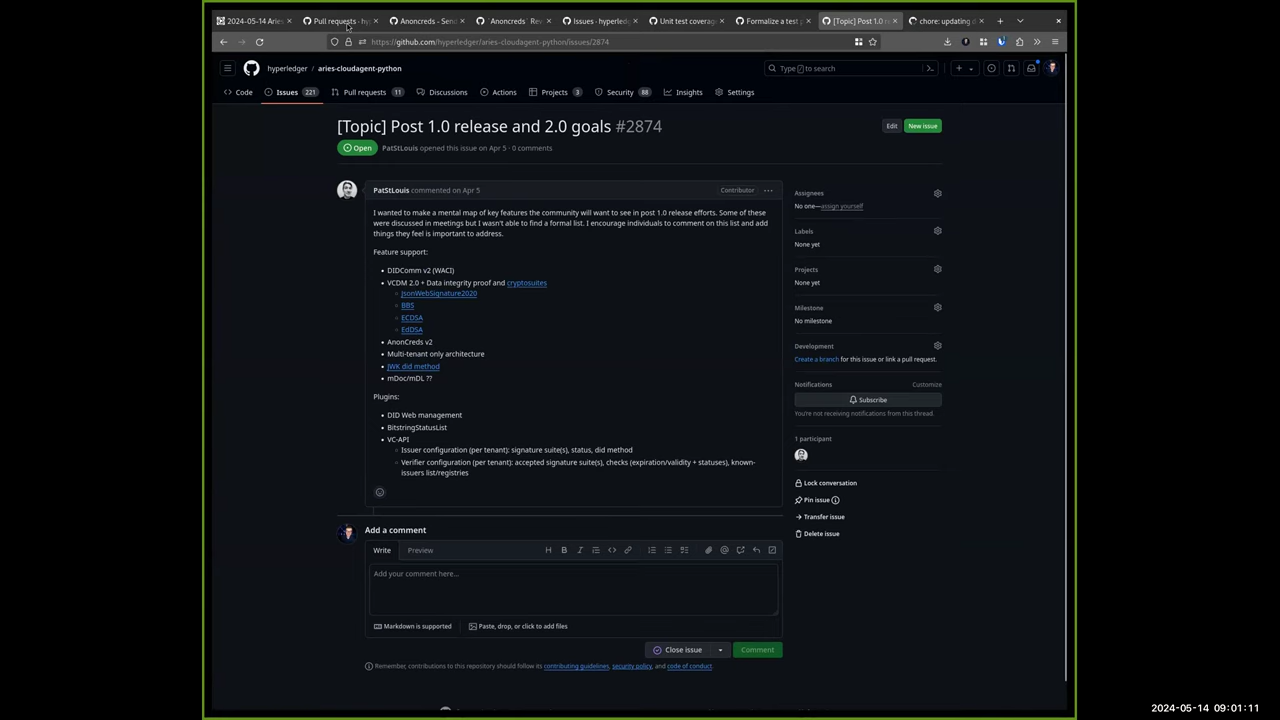 2024-05-14 Aries
Pull requests · hy
Anoncreds - Send
`Anoncreds` Rev
Issues · hyperledg
Unit test coverag
Formalize a test p
[Topic] Post 1.0 r
chore: updating d
https://github.com/hyperledger/aries-cloudagent-python/issues/2874
hyperledger / aries-cloudagent-python
Type / to search
Code
Issues 221
Pull requests 11
Discussions
Actions
Projects 3
Security 88
Insights
Settings
[Topic] Post 1.0 release and 2.0 goals #2874
Edit
New issue
Open
PatStLouis opened this issue on Apr 5 · 0 comments
PatStLouis commented on Apr 5
Contributor
I wanted to make a mental map of key features the community will want to see in post 1.0 release efforts. Some of these
were discussed in meetings but I wasn't able to find a formal list. I encourage individuals to comment on this list and add
things they feel is important to address.
Feature support:
• DIDComm v2 (WACI)
• VCDM 2.0 + Data integrity proof and cryptosuites
◦ JsonWebSignature2020
◦ BBS
◦ ECDSA
◦ EdDSA
• AnonCreds v2
• Multi-tenant only architecture
• JWK did method
• mDoc/mDL ??
Plugins:
• DID Web management
• BitstringStatusList
• VC-API
◦ Issuer configuration (per tenant): signature suite(s), status, did method
◦ Verifier configuration (per tenant): accepted signature suite(s), checks (expiration/validity + statuses), known-
issuers list/registries
Assignees
No one—assign yourself
Labels
None yet
Projects
None yet
Milestone
No milestone
Development
Create a branch for this issue or link a pull request.
Notifications
Customize
Subscribe
You're not receiving notifications from this thread.
1 participant
Lock conversation
Pin issue
Transfer issue
Delete issue
Add a comment
Write
Preview
Add your comment here...
Markdown is supported
Paste, drop, or click to add files
Close issue
Comment
Remember, contributions to this repository should follow its contributing guidelines, security policy, and code of conduct.
2024-05-14 09:01:11